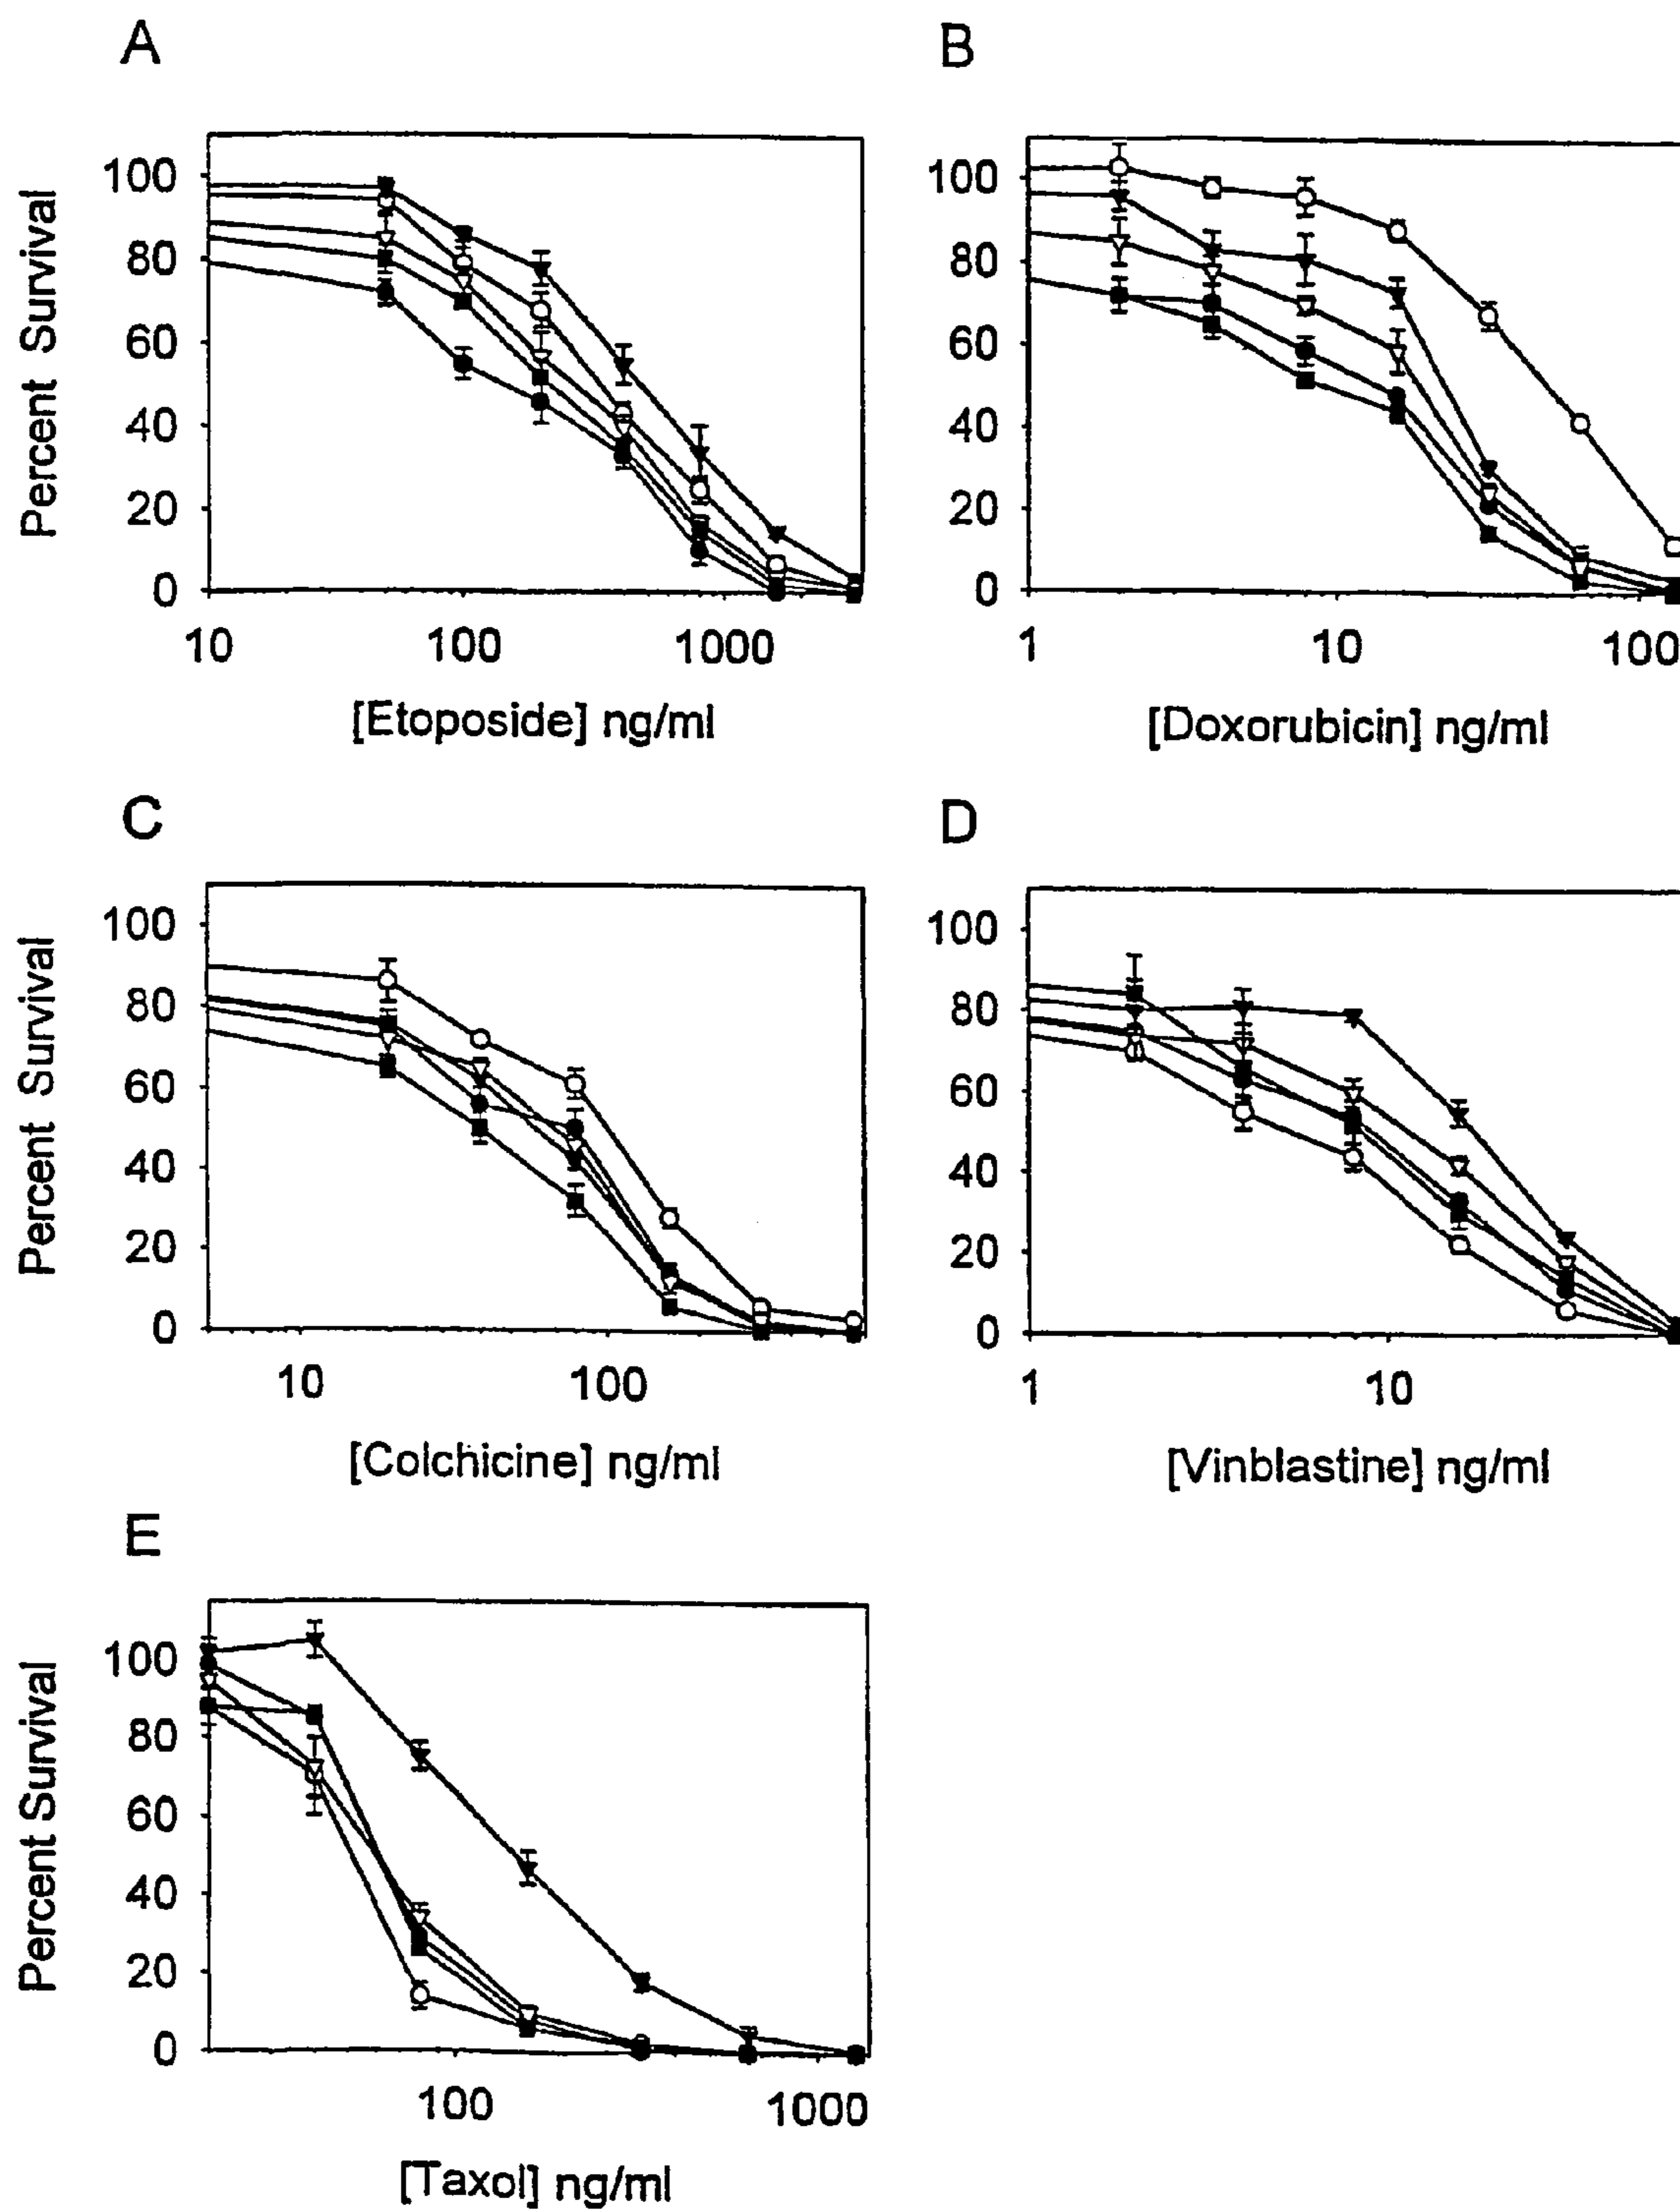 A
Percent Survival
100
80
60
40
20
0
10 100 1000
[Etoposide] ng/ml
B
100
80
60
40
20
0
1 10 100
[Doxorubicin] ng/ml
C
Percent Survival
100
80
60
40
20
0
10 100
[Colchicine] ng/ml
D
100
80
60
40
20
0
1 10
[Vinblastine] ng/ml
E
Percent Survival
100
80
60
40
20
0
100 1000
[Taxol] ng/ml